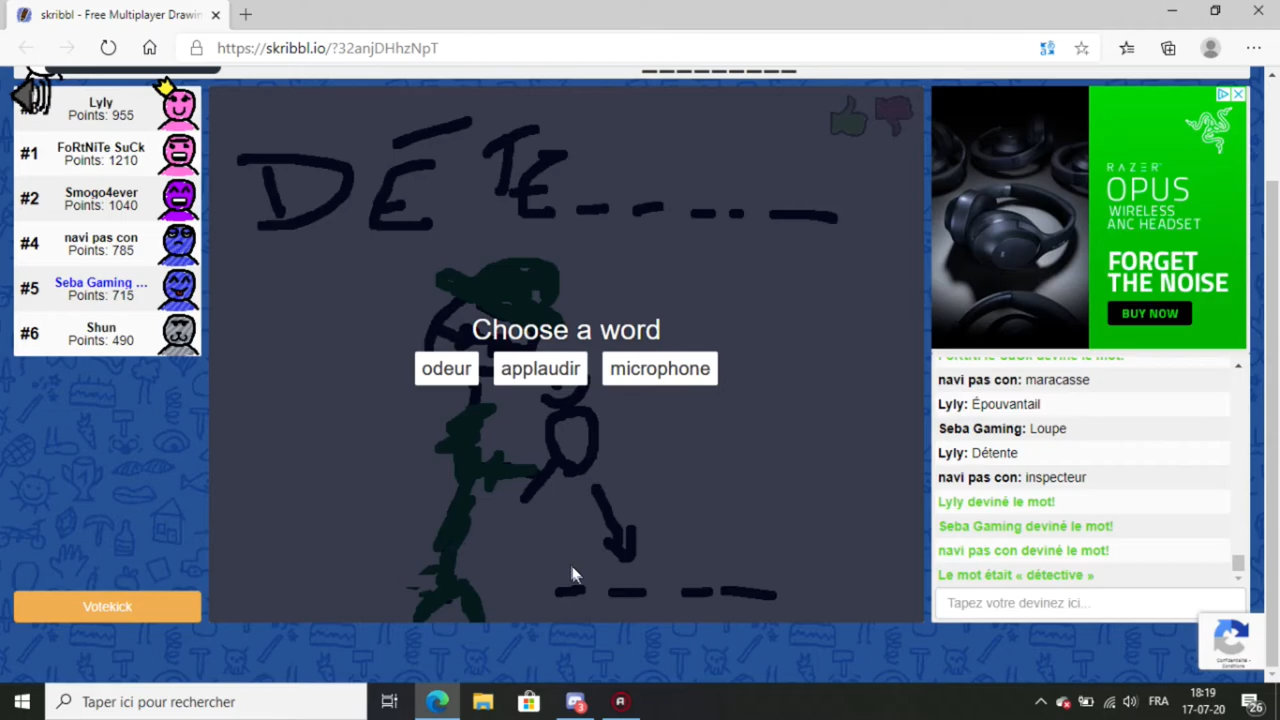 skribbl - Free Multiplayer Drawin
https://skribbl.io/?32anjDHhzNpT
Lyly
Points: 955
#1
FoRtNiTe SuCk
Points: 1210
#2
Smogo4ever
Points: 1040
#4
navi pas con
Points: 785
#5
Seba Gaming ...
Points: 715
#6
Shun
Points: 490
Votekick
DÉTE
Choose a word
odeur
applaudir
microphone
RAZER
OPUS
WIRELESS
ANC HEADSET
FORGET
THE NOISE
BUY NOW
navi pas con: maracasse
Lyly: Épouvantail
Seba Gaming: Loupe
Lyly: Détente
navi pas con: inspecteur
Lyly deviné le mot!
Seba Gaming deviné le mot!
navi pas con deviné le mot!
Le mot était « détective »
Tapez votre devinez ici...
Taper ici pour rechercher
3
FRA
18:19
17-07-20
26